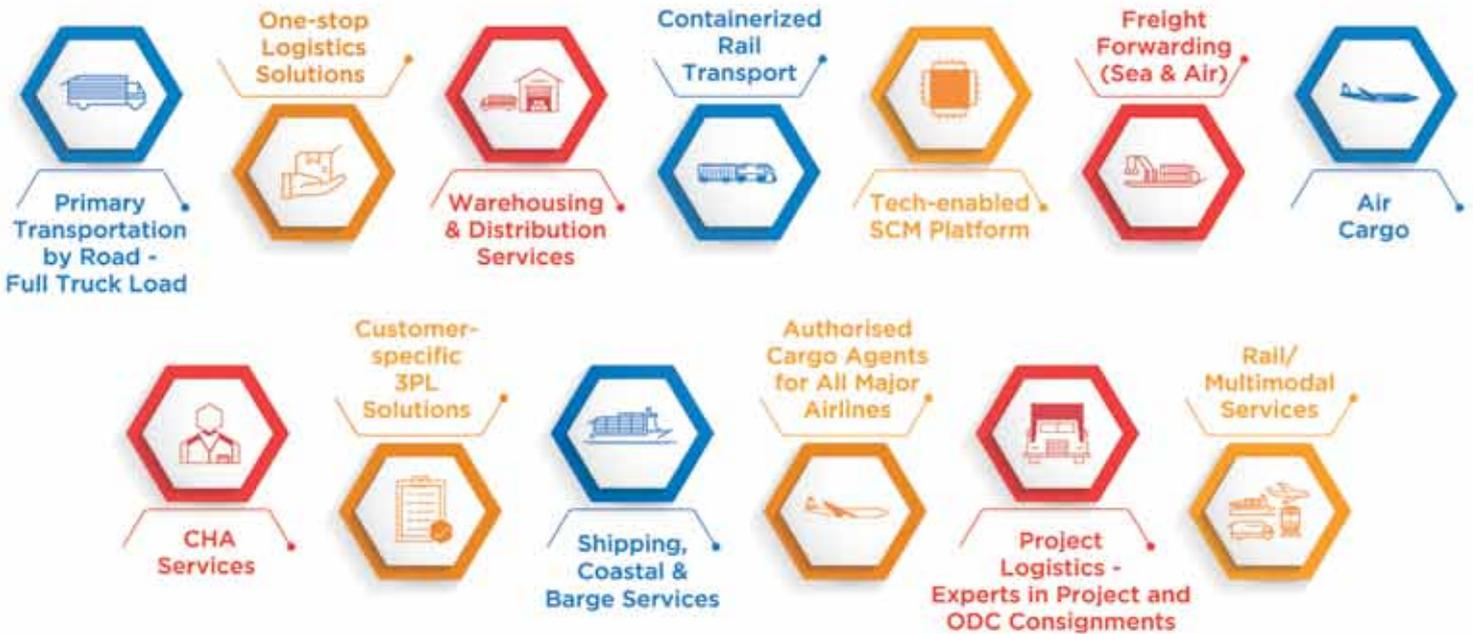 Primary
Transportation
by Road -
Full Truck Load
One-stop
Logistics
Solutions
Warehousing
& Distribution
Services
Containerized
Rail
Transport
Tech-enabled
SCM Platform
Freight
Forwarding
(Sea & Air)
Air
Cargo
CHA
Services
Customer-
specific
3PL
Solutions
Shipping,
Coastal &
Barge Services
Authorised
Cargo Agents
for All Major
Airlines
Project
Logistics -
Experts in Project and
ODC Consignments
Rail/
Multimodal
Services